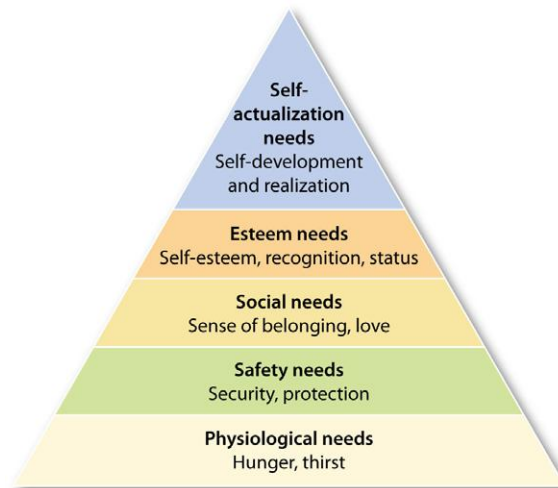 Self-
actualization
needs
Self-development
and realization
Esteem needs
Self-esteem, recognition, status
Social needs
Sense of belonging, love
Safety needs
Security, protection
Physiological needs
Hunger, thirst